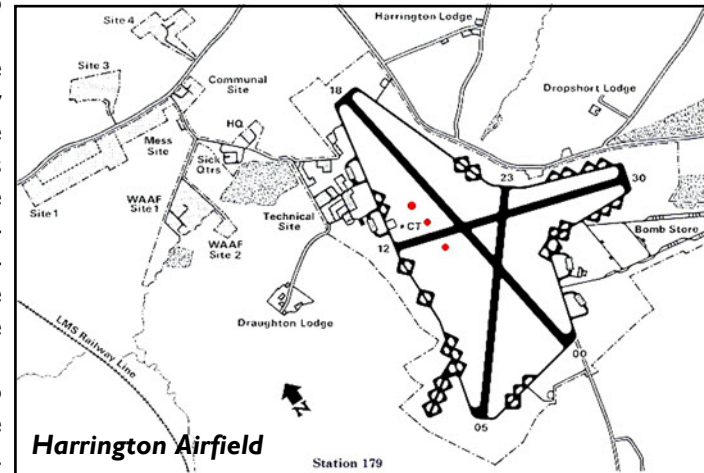 Harrington Lodge
Site 4
Site 3
Communal
Site
18
Dropshort Lodge
HQ
Mess
Site
Sick
Qtrs
23
30
Site 1
WAAF
Site 1
Technical
Site
CT
WAAF
Site 2
12
Bomb Store
LMS Railway
Line
Draughton Lodge
00
N
05
Harrington Airfield
Station 179